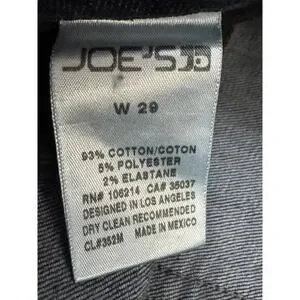 JOE'S
W 29
93% COTTON/COTON
5% POLYESTER
2% ELASTANE
RN# 106214 CA# 35037
DESIGNED IN LOS ANGELES
DRY CLEAN RECOMMENDED
CL#352M MADE IN MEXICO